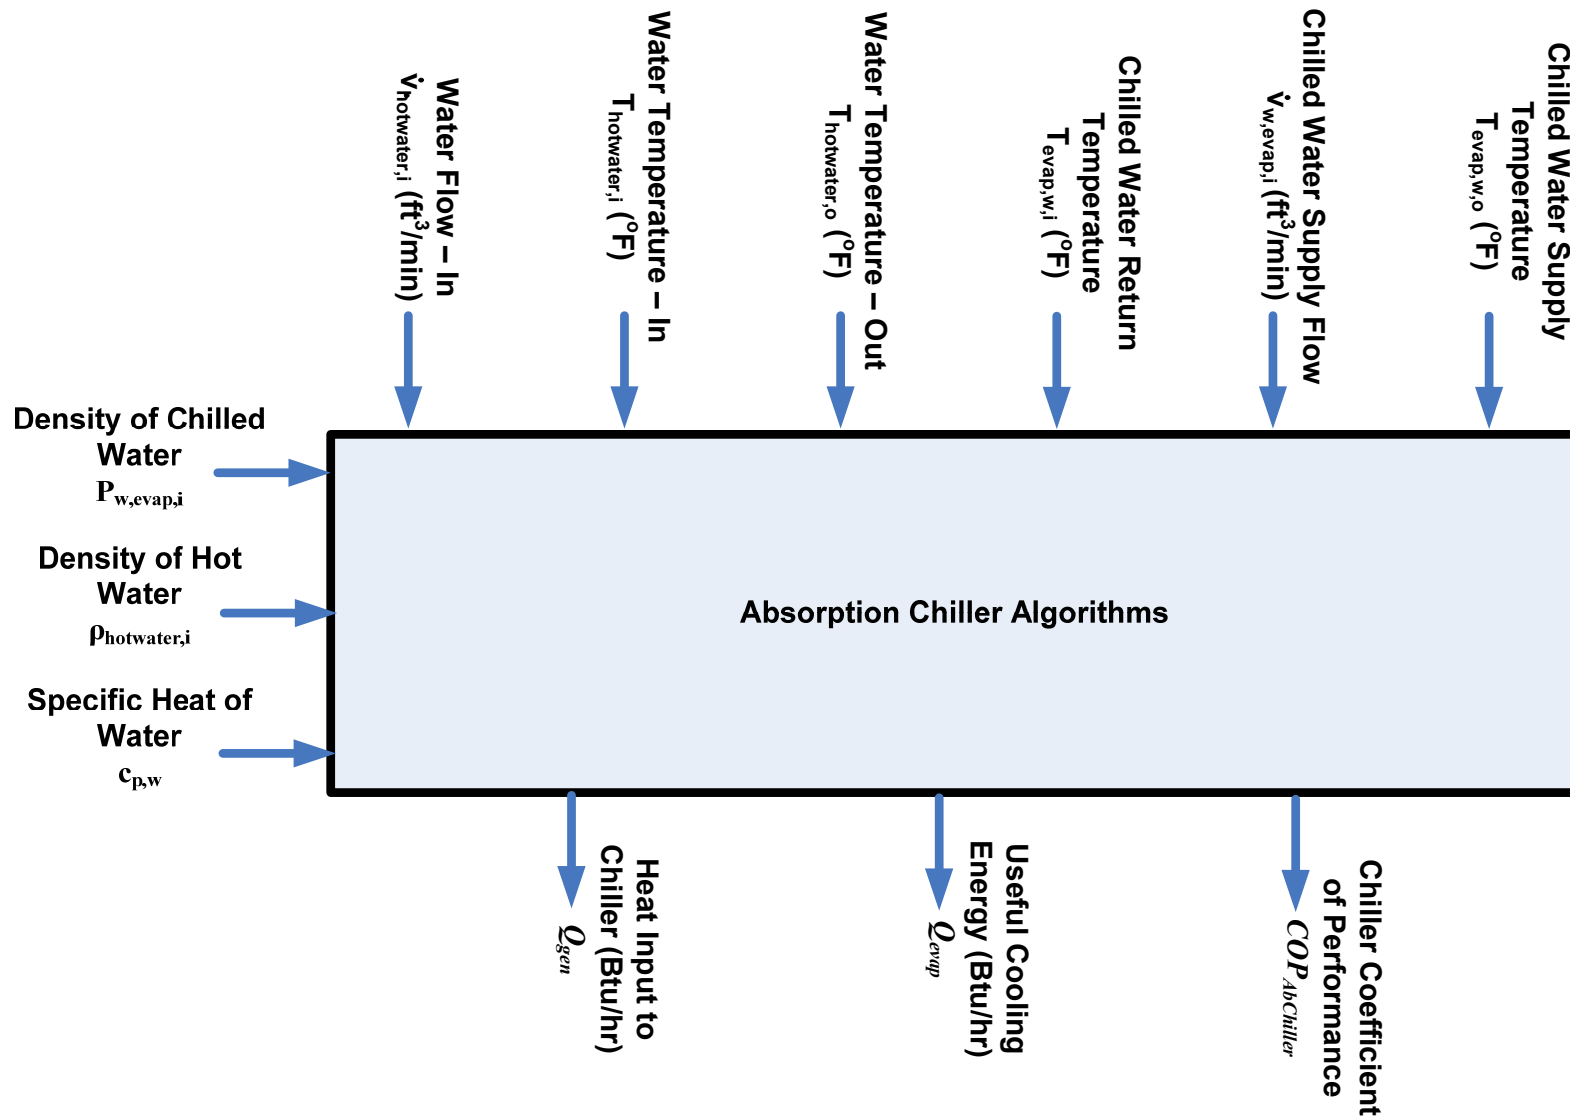 Water Flow – In
v̇hotwater,i (ft³/min)
Water Temperature – In
Thotwater,i (°F)
Water Temperature – Out
Thotwater,o (°F)
Chilled Water Return
Temperature
Tevap,w,i (°F)
Chilled Water Supply Flow
v̇w,evap,i (ft³/min)
Chilled Water Supply
Temperature
Tevap,w,o (°F)
Density of Chilled
Water
Pw,evap,i
Density of Hot
Water
ρhotwater,i
Specific Heat of
Water
cp,w
Absorption Chiller Algorithms
Heat Input to
Chiller (Btu/hr)
Qgen
Useful Cooling
Energy (Btu/hr)
Qevap
Chiller Coefficient
of Performance
COPAbChiller